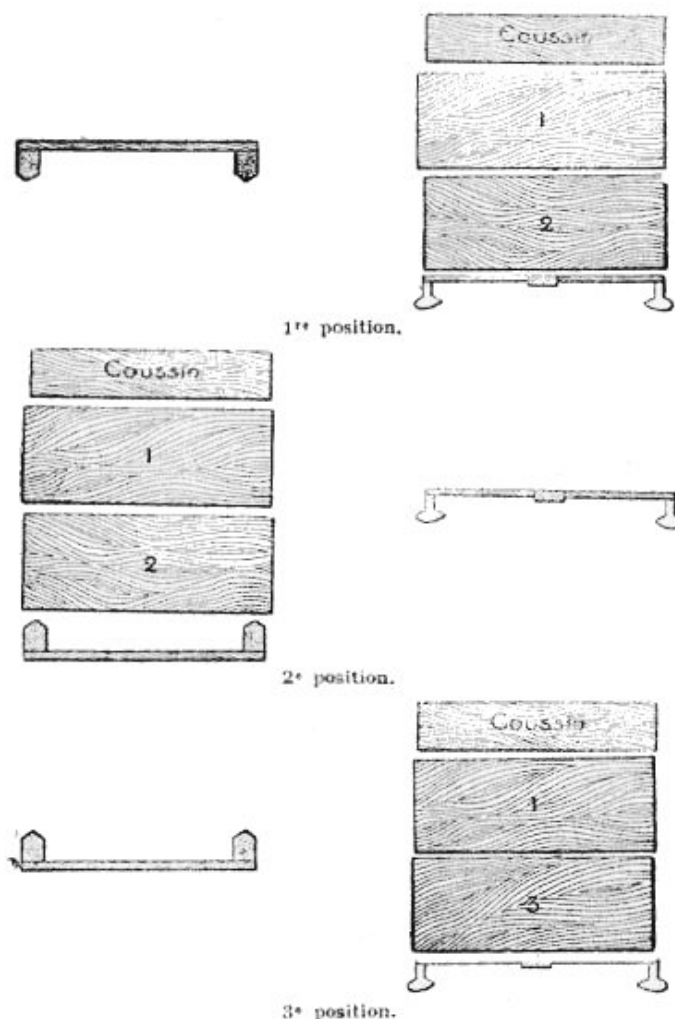 Coussin
1
2
1re position.
Coussin
1
2
2e position.
Coussin
1
3
3e position.